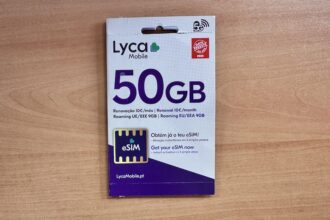 Lyca
Mobile
50GB
Renovação 10€/mês | Renewal 10€/month
Roaming UE/EEE 9GB | Roaming EU/EEA 9GB
Obtém já o teu eSIM!
eSIM
Get your eSIM now
LycaMobile.pt